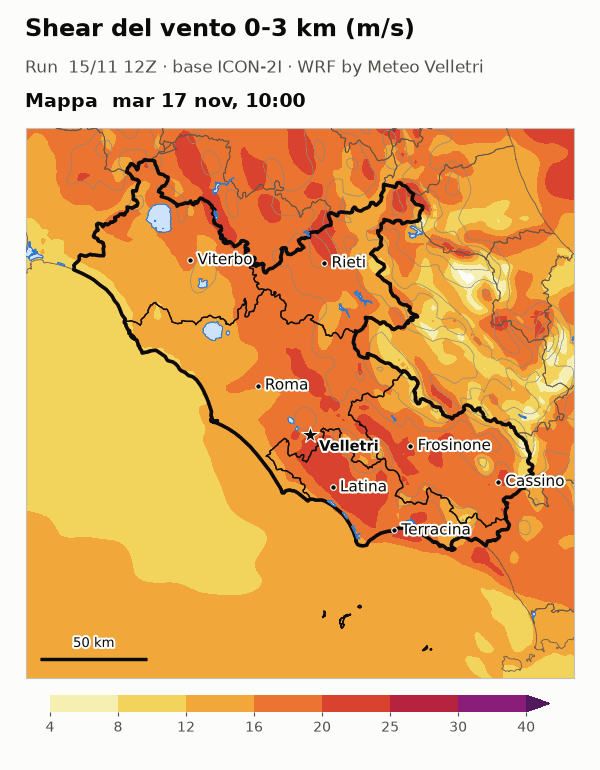 Shear del vento 0-3 km (m/s)
Run  15/11 12Z · base ICON-2I · WRF by Meteo Velletri
Mappa  mar 17 nov, 10:00
Viterbo
Rieti
Roma
Velletri
Frosinone
Latina
Cassino
Terracina
50 km
4 8 12 16 20 25 30 40